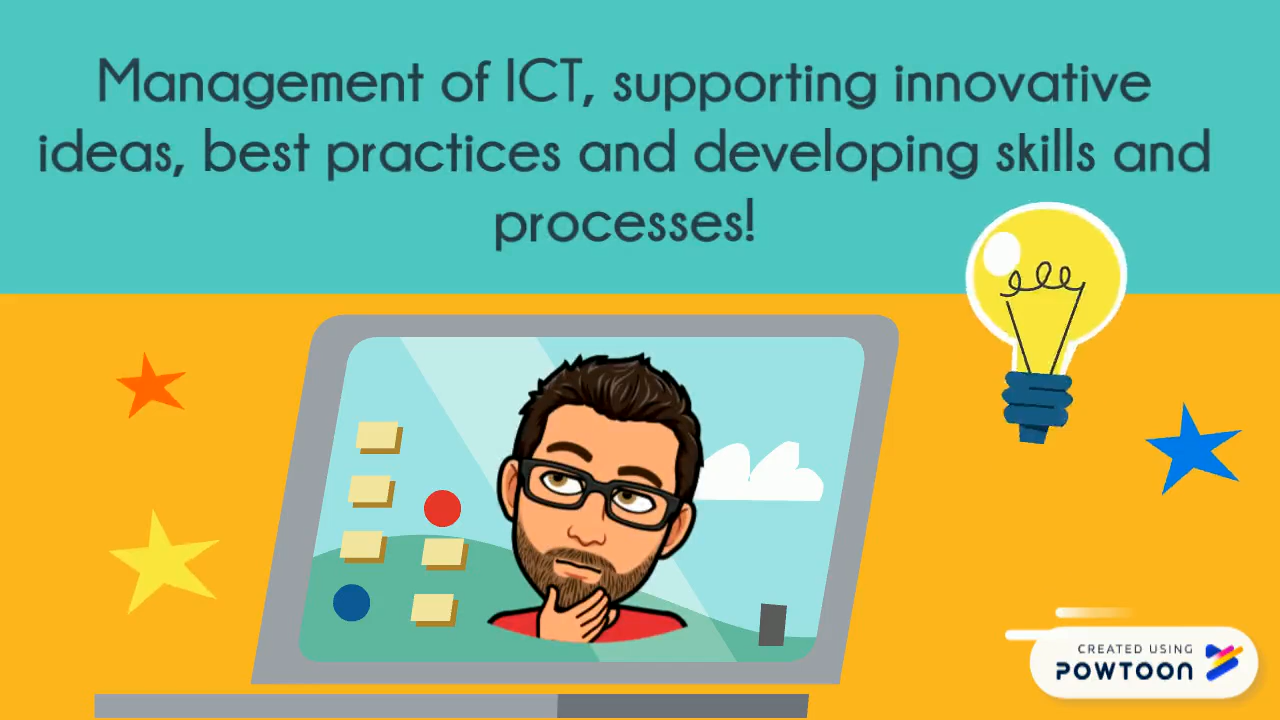 Management of ICT, supporting innovative
ideas, best practices and developing skills and
processes!
CREATED USING
POWTOON